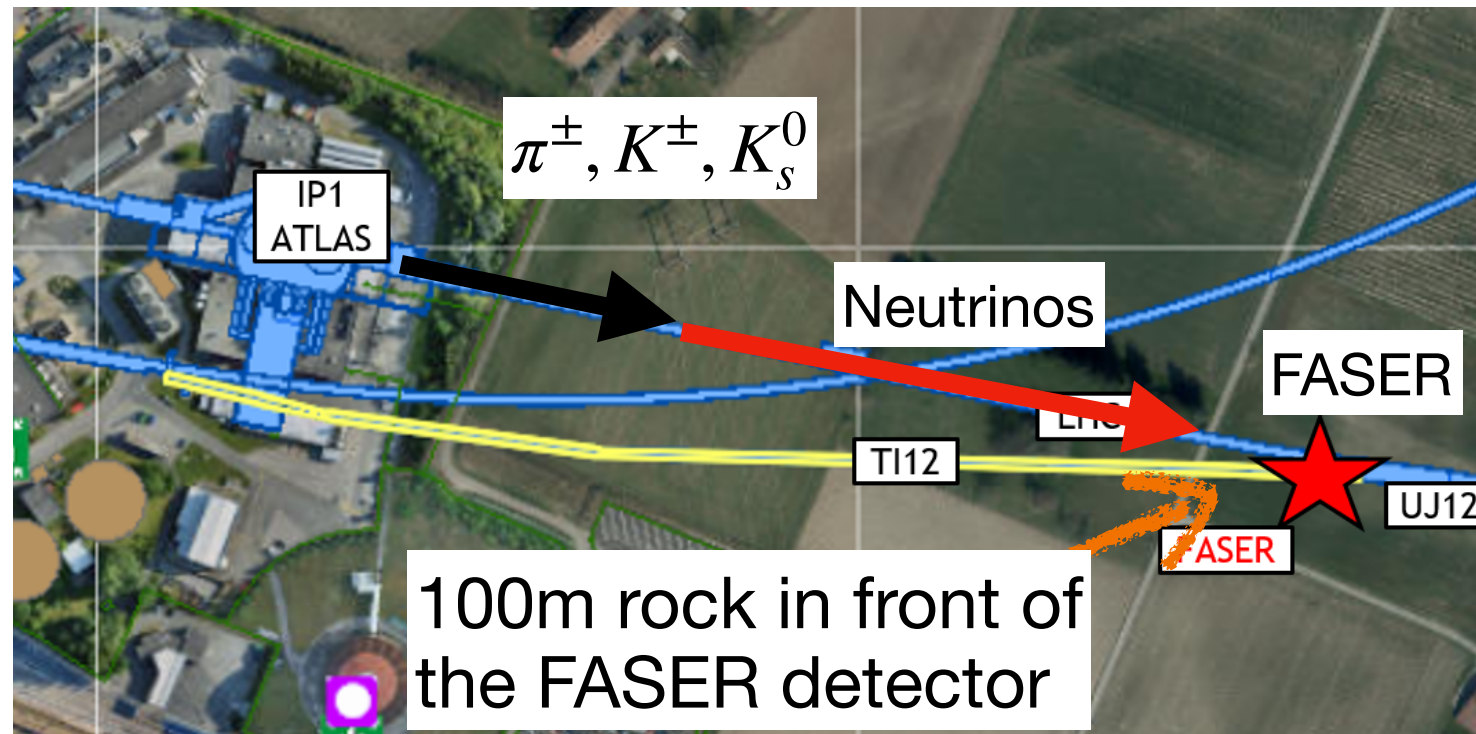 π±, K±, K⁰ₛ
IP1
ATLAS
Neutrinos
FASER
TI12
UJ12
FASER
100m rock in front of
the FASER detector